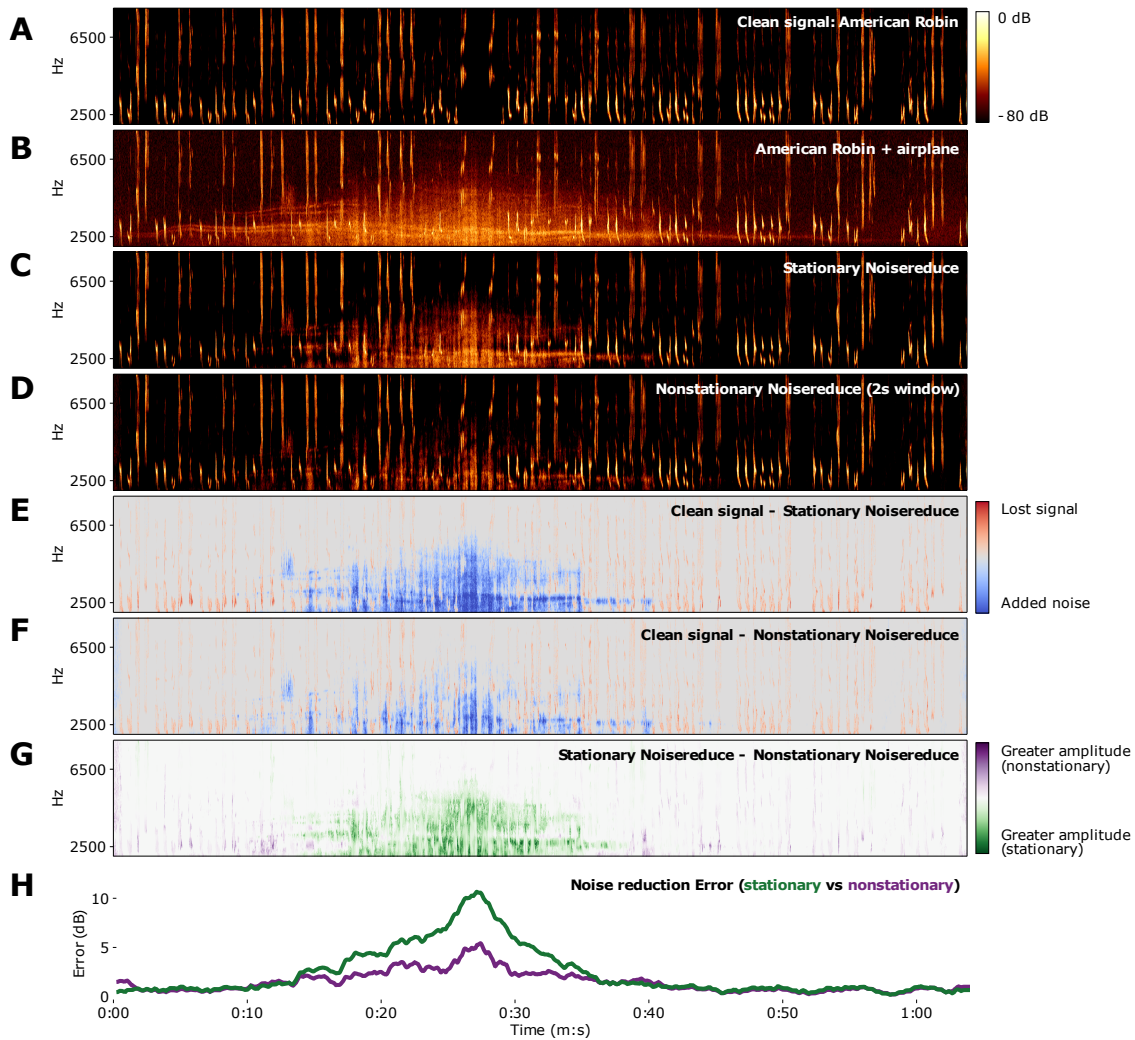 A
Clean signal: American Robin
6500
Hz
2500
0 dB
-80 dB
B
American Robin + airplane
6500
Hz
2500
C
Stationary Noisereduce
6500
Hz
2500
D
Nonstationary Noisereduce (2s window)
6500
Hz
2500
E
Clean signal - Stationary Noisereduce
6500
Hz
2500
Lost signal
Added noise
F
Clean signal - Nonstationary Noisereduce
6500
Hz
2500
G
Stationary Noisereduce - Nonstationary Noisereduce
6500
Hz
2500
Greater amplitude
(nonstationary)
Greater amplitude
(stationary)
H
Noise reduction Error (stationary vs nonstationary)
10
5
0
Error (dB)
0:00 0:10 0:20 0:30 0:40 0:50 1:00
Time (m:s)